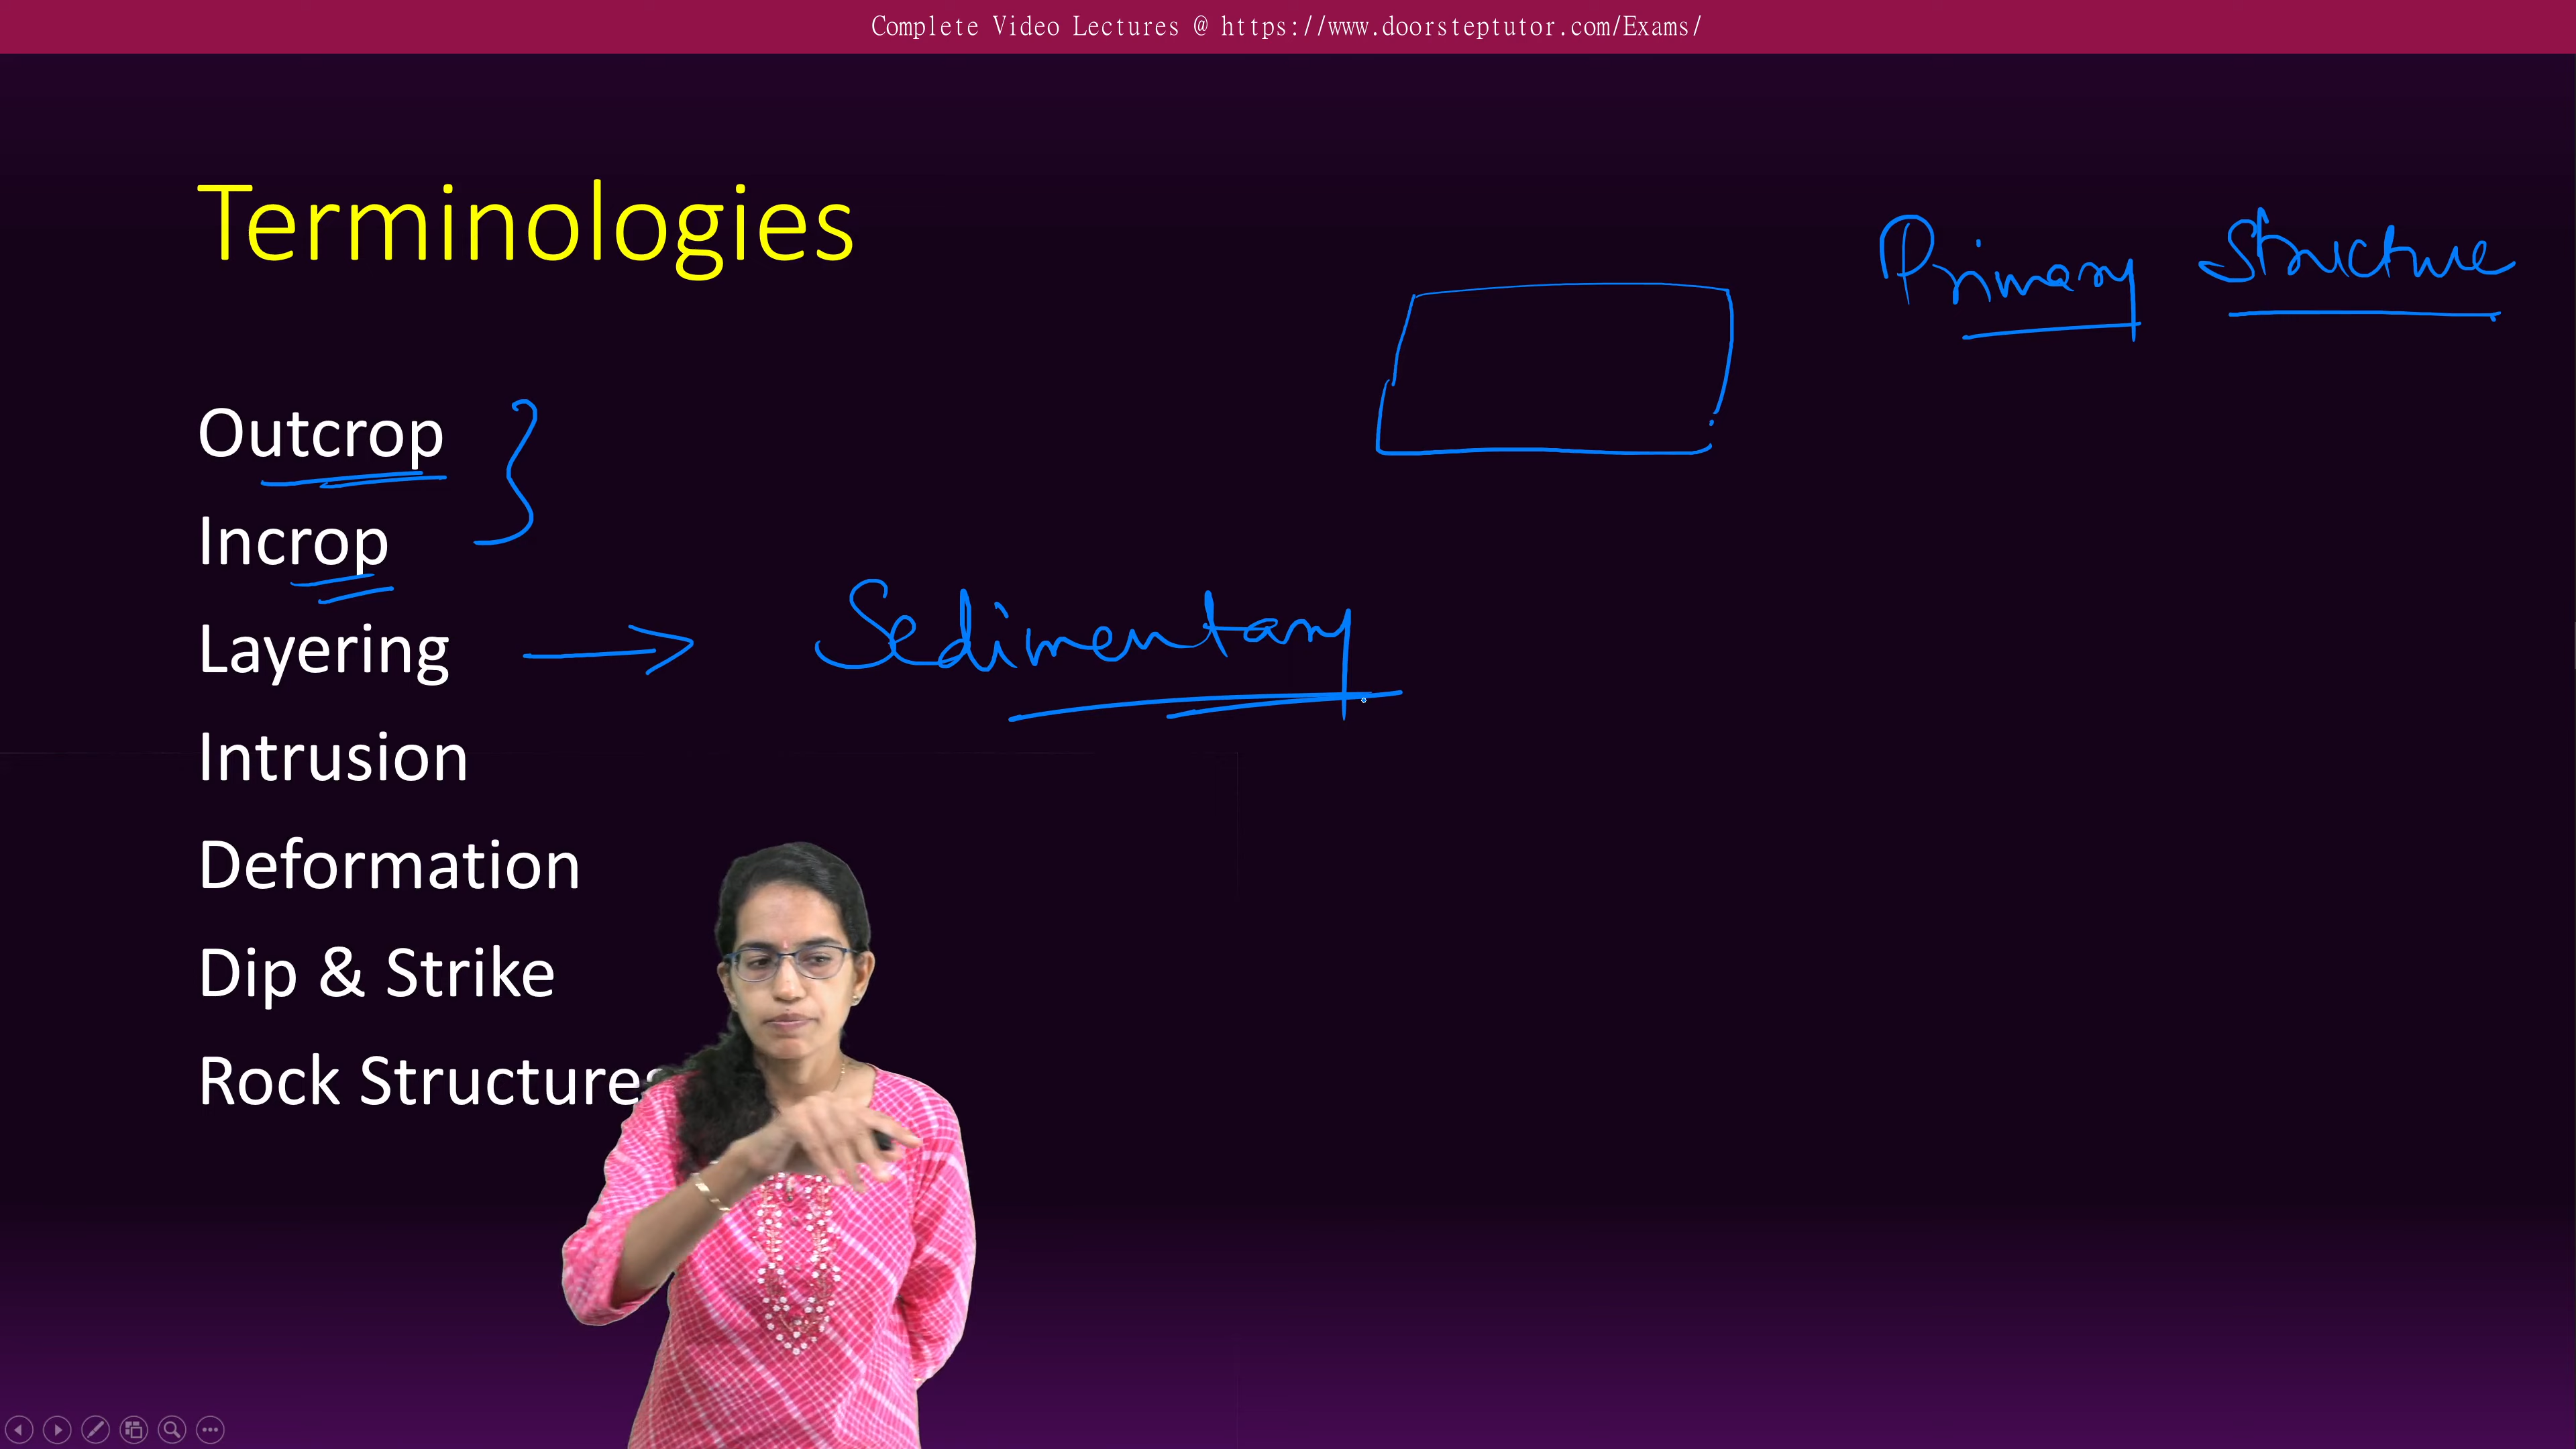 Complete Video Lectures @ https://www.doorsteptutor.com/Exams/
Terminologies
Primary Structure
Outcrop
Incrop
Layering → Sedimentary
Intrusion
Deformation
Dip & Strike
Rock Structures